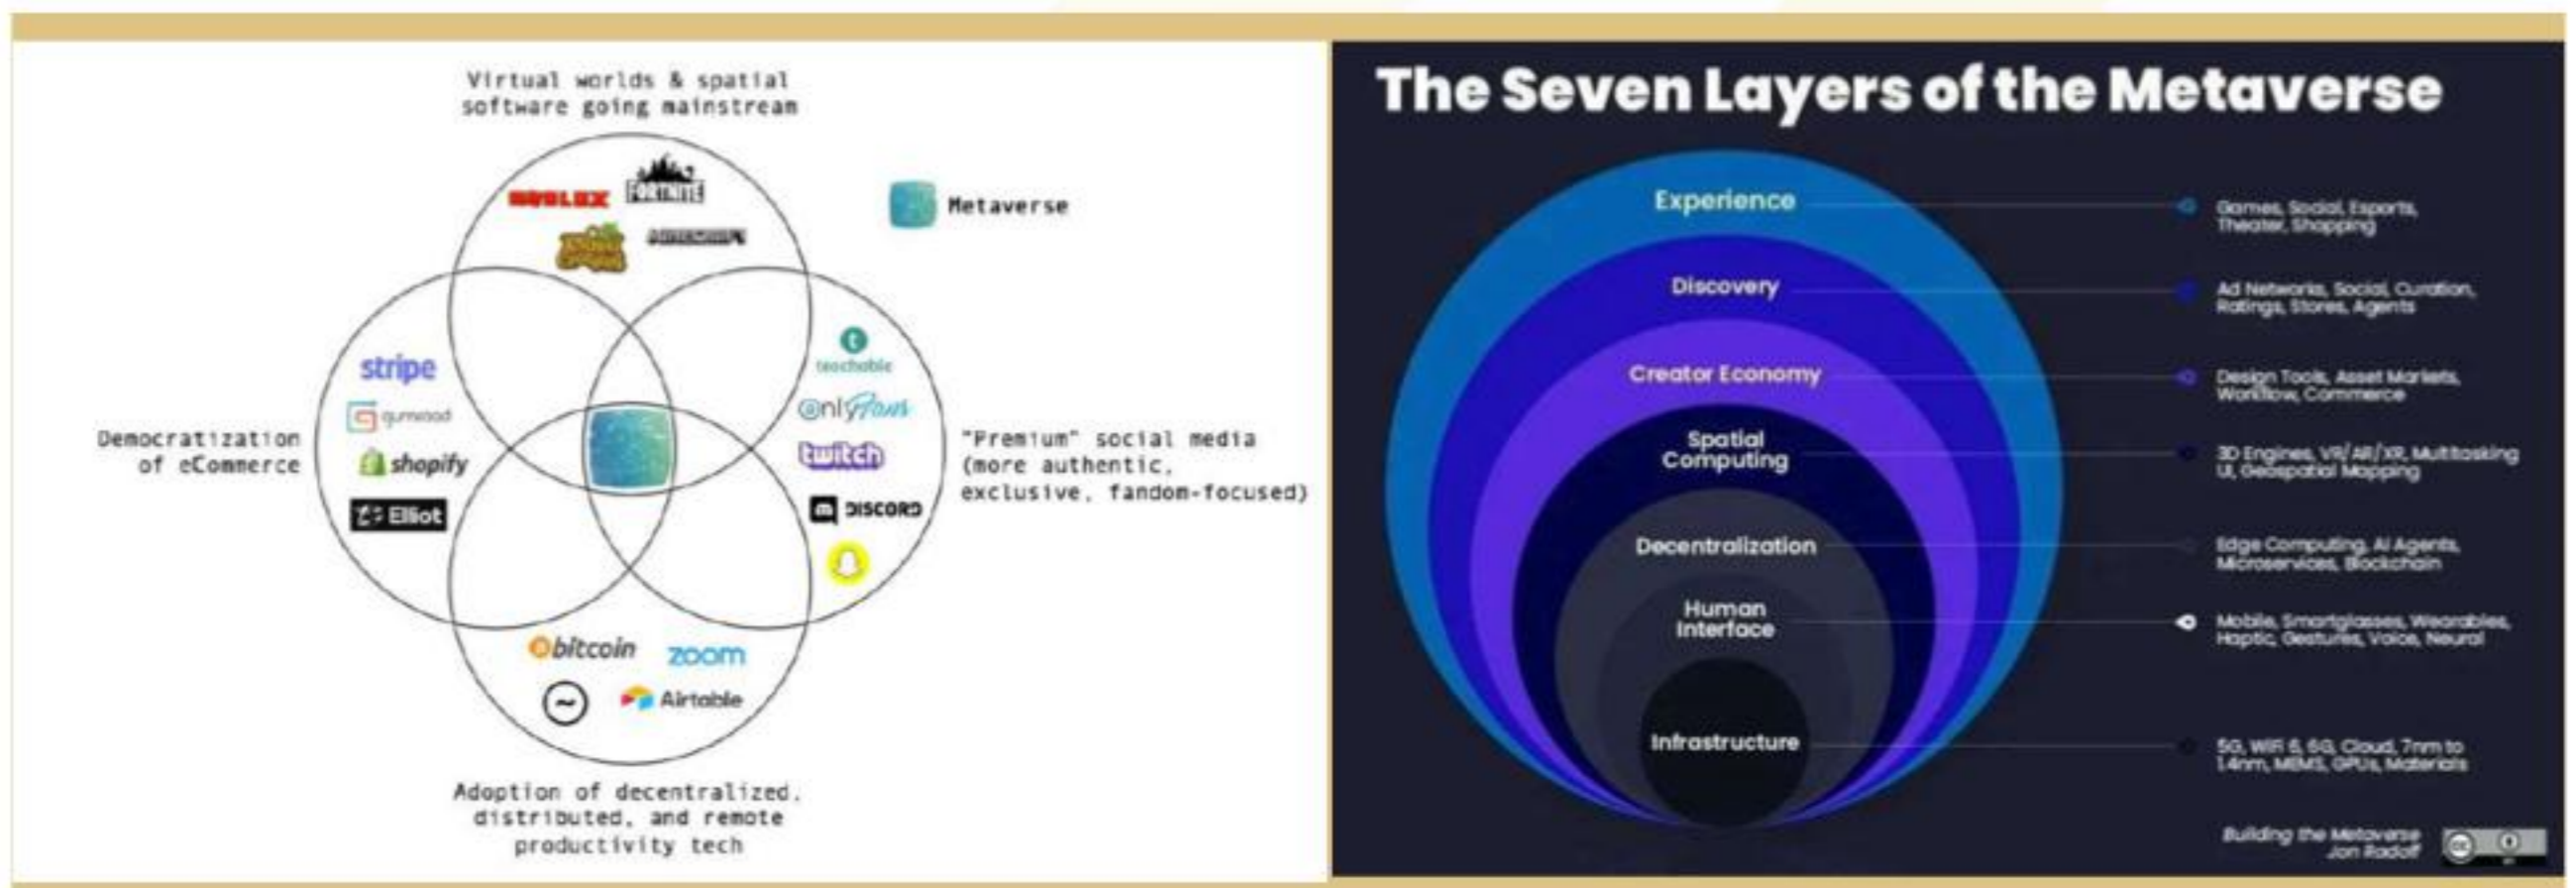 Virtual worlds & spatial
software going mainstream
ROBLOX
FORTNITE
Metaverse
stripe
gumroad
shopify
Elliot
Democratization
of eCommerce
t
teachable
OnlyFans
twitch
DISCORD
"Premium" social media
(more authentic,
exclusive, fandom-focused)
bitcoin
zoom
~
Airtable
Adoption of decentralized,
distributed, and remote
productivity tech
The Seven Layers of the Metaverse
Experience
Games, Social, Esports,
Theater, Shopping
Discovery
Ad Networks, Social, Curation,
Ratings, Stores, Agents
Creator Economy
Design Tools, Asset Markets,
Workflow, Commerce
Spatial
Computing
3D Engines, VR/AR/XR, Multitasking
UI, Geospatial Mapping
Decentralization
Edge Computing, AI Agents,
Microservices, Blockchain
Human
Interface
Mobile, Smartglasses, Wearables,
Haptic, Gestures, Voice, Neural
Infrastructure
5G, WiFi 6, 6G, Cloud, 7nm to
1.4nm, MEMS, GPUs, Materials
Building the Metaverse
Jon Radoff
cc